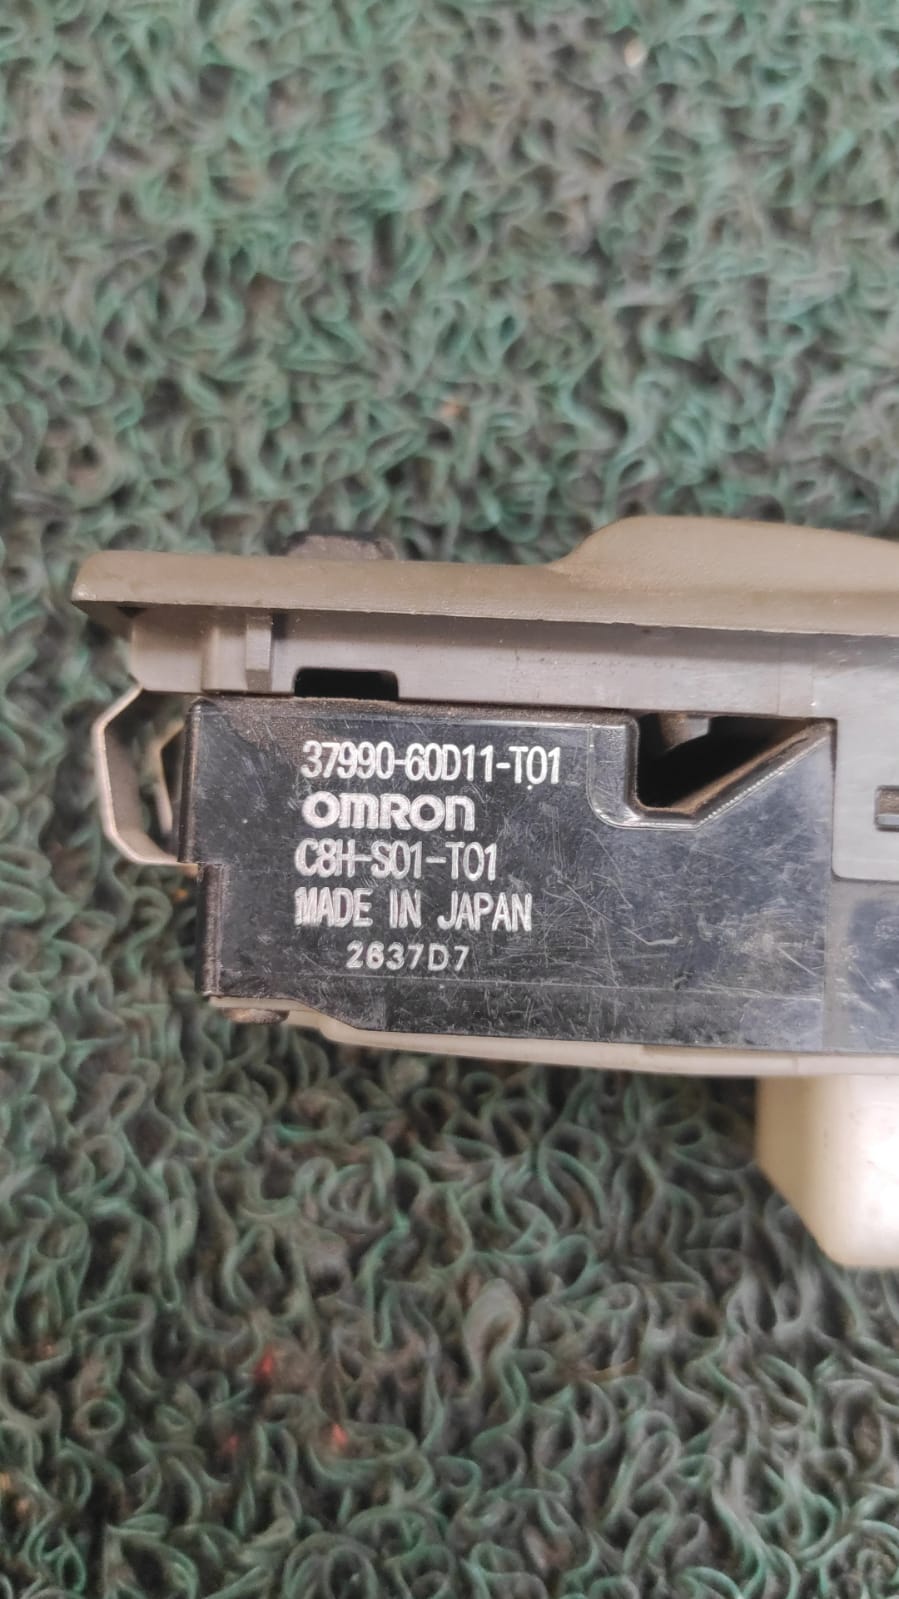 37990-60D11-T01
OMRON
C8H-S01-T01
MADE IN JAPAN
2637D7